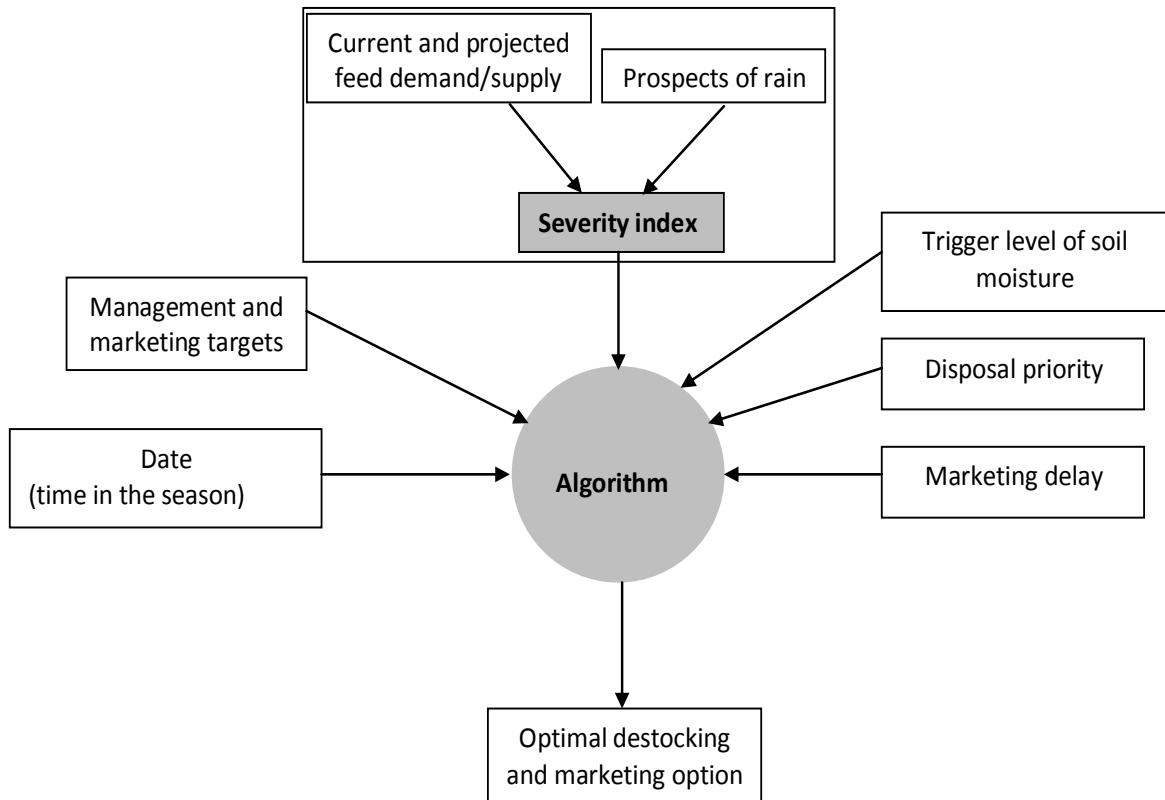 Current and projected
feed demand/supply
Prospects of rain
Severity index
Trigger level of soil
moisture
Management and
marketing targets
Disposal priority
Date
(time in the season)
Algorithm
Marketing delay
Optimal destocking
and marketing option